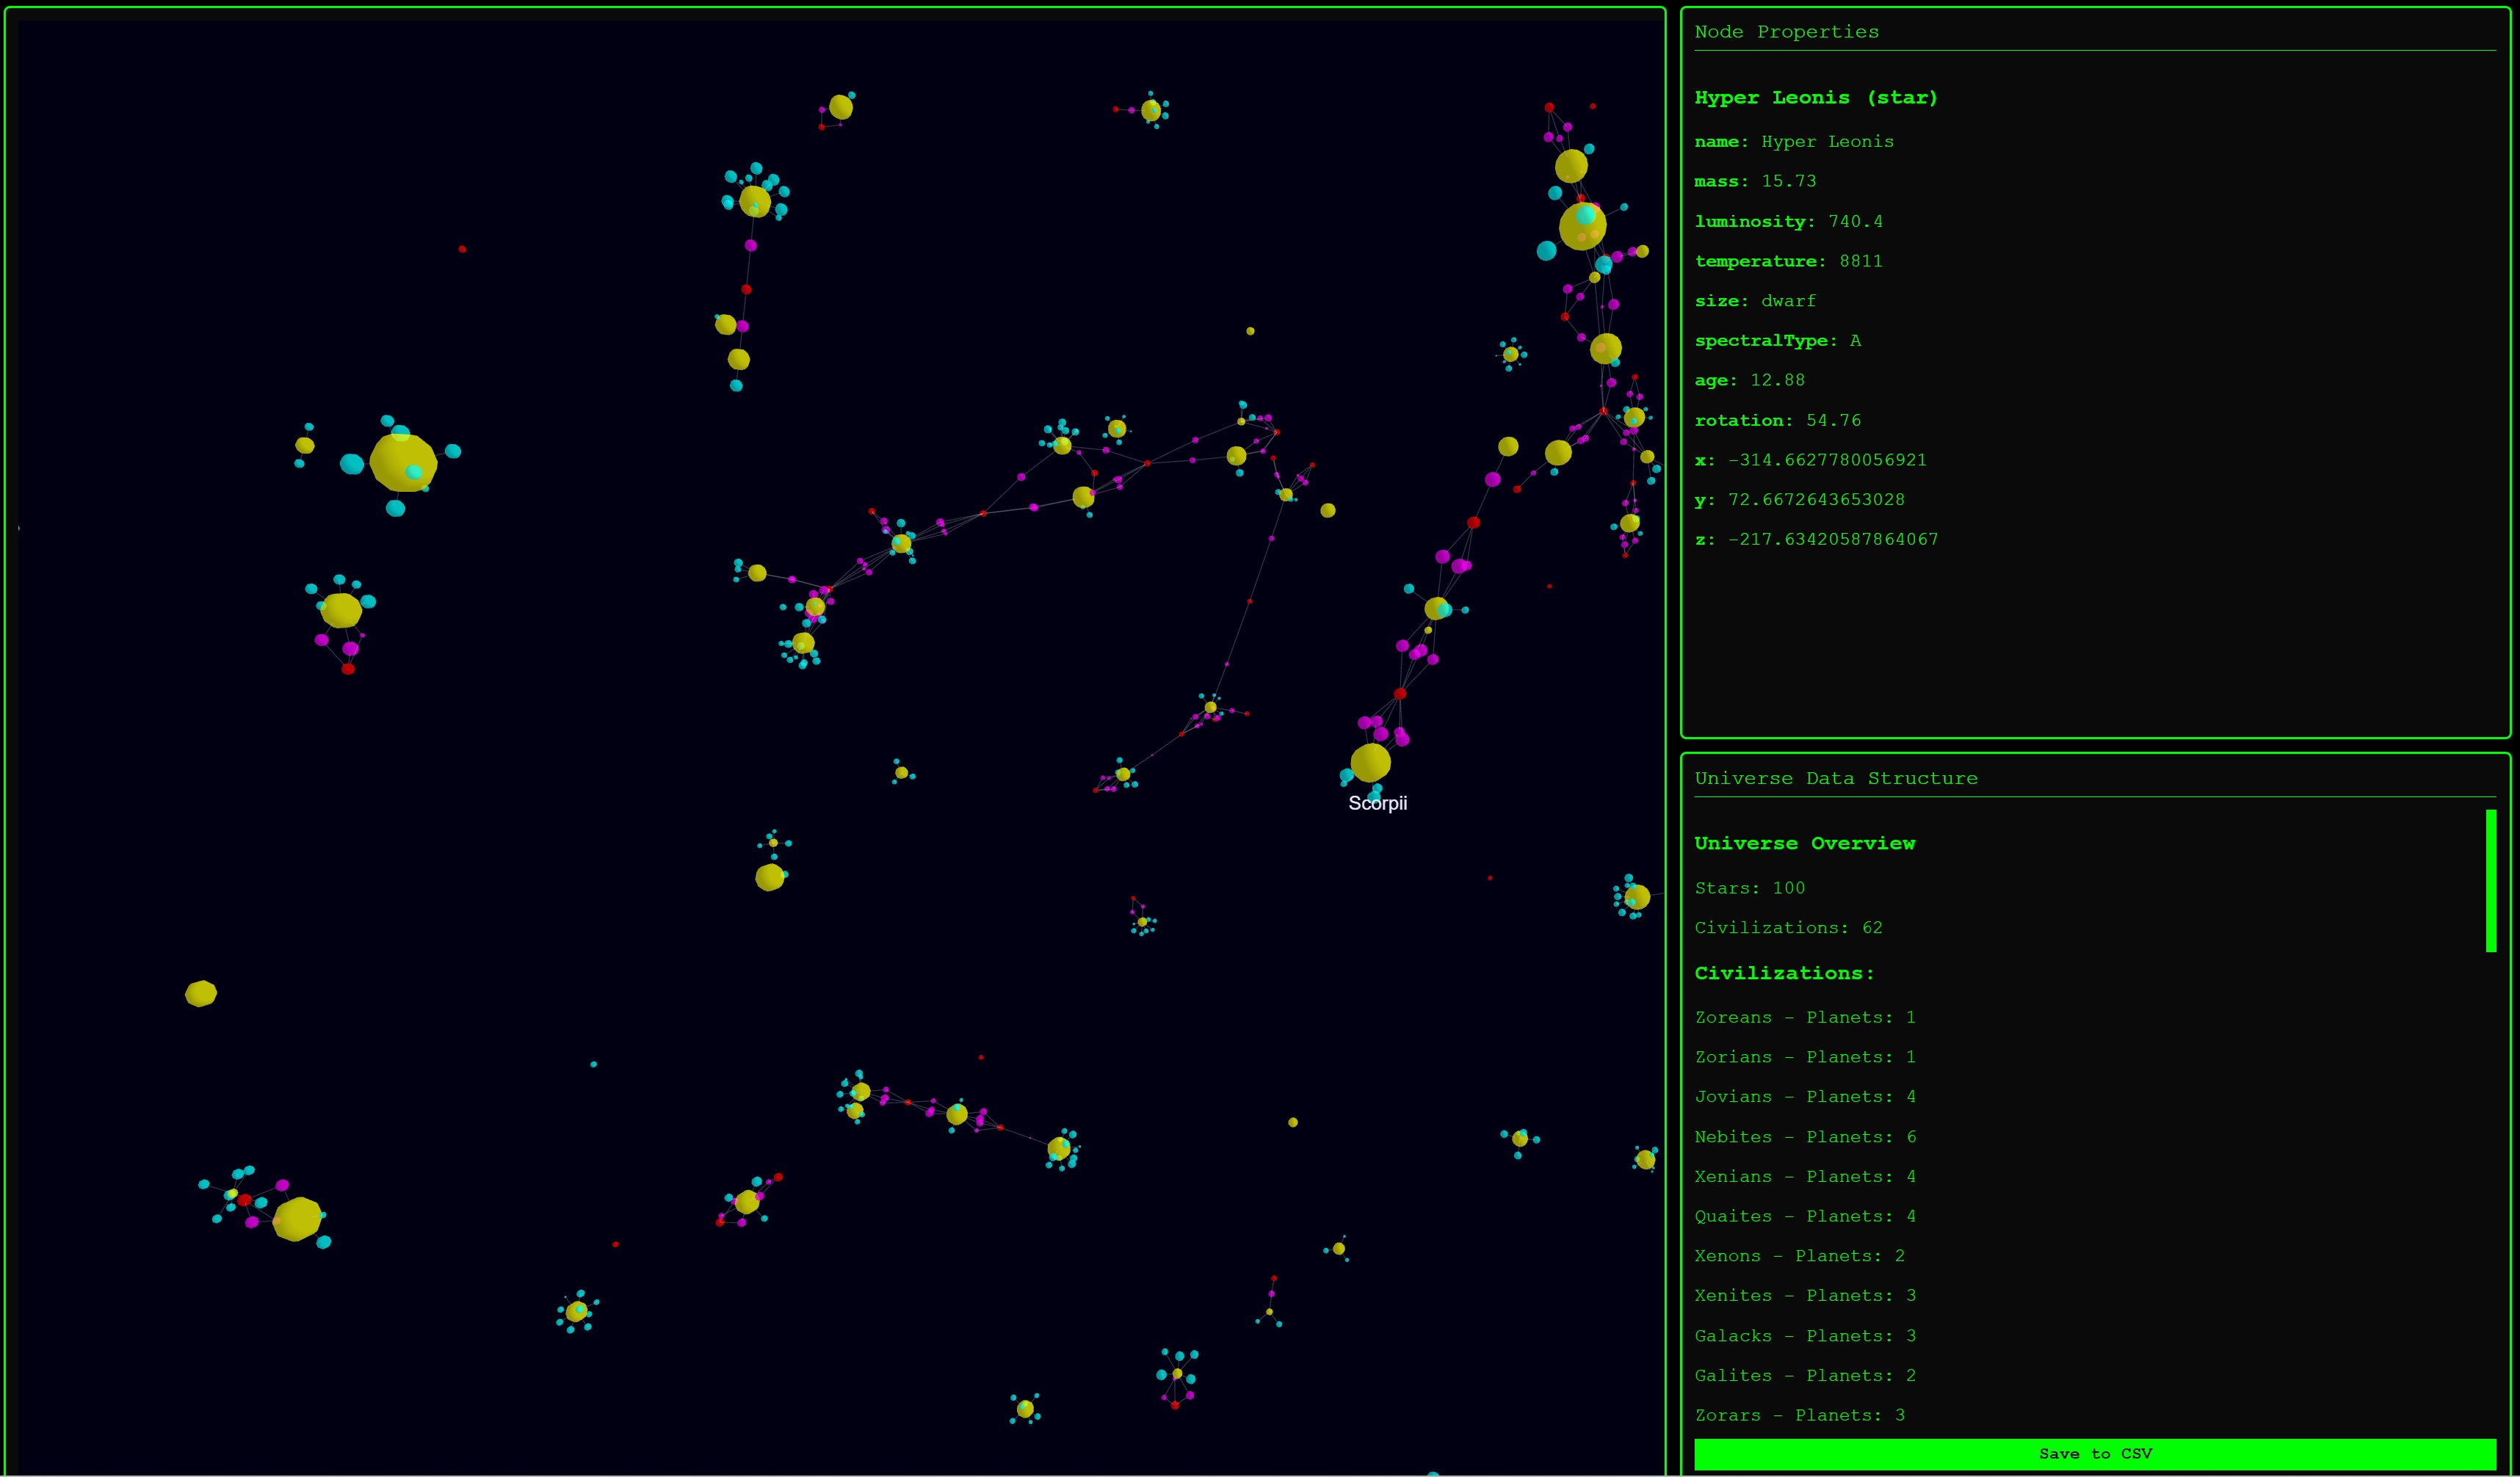 Scorpii
Node Properties
Hyper Leonis (star)
name: Hyper Leonis
mass: 15.73
luminosity: 740.4
temperature: 8811
size: dwarf
spectralType: A
age: 12.88
rotation: 54.76
x: -314.6627780056921
y: 72.6672643653028
z: -217.63420587864067
Universe Data Structure
Universe Overview
Stars: 100
Civilizations: 62
Civilizations:
Zoreans - Planets: 1
Zorians - Planets: 1
Jovians - Planets: 4
Nebites - Planets: 6
Xenians - Planets: 4
Quaites - Planets: 4
Xenons - Planets: 2
Xenites - Planets: 3
Galacks - Planets: 3
Galites - Planets: 2
Zorars - Planets: 3
Save to CSV